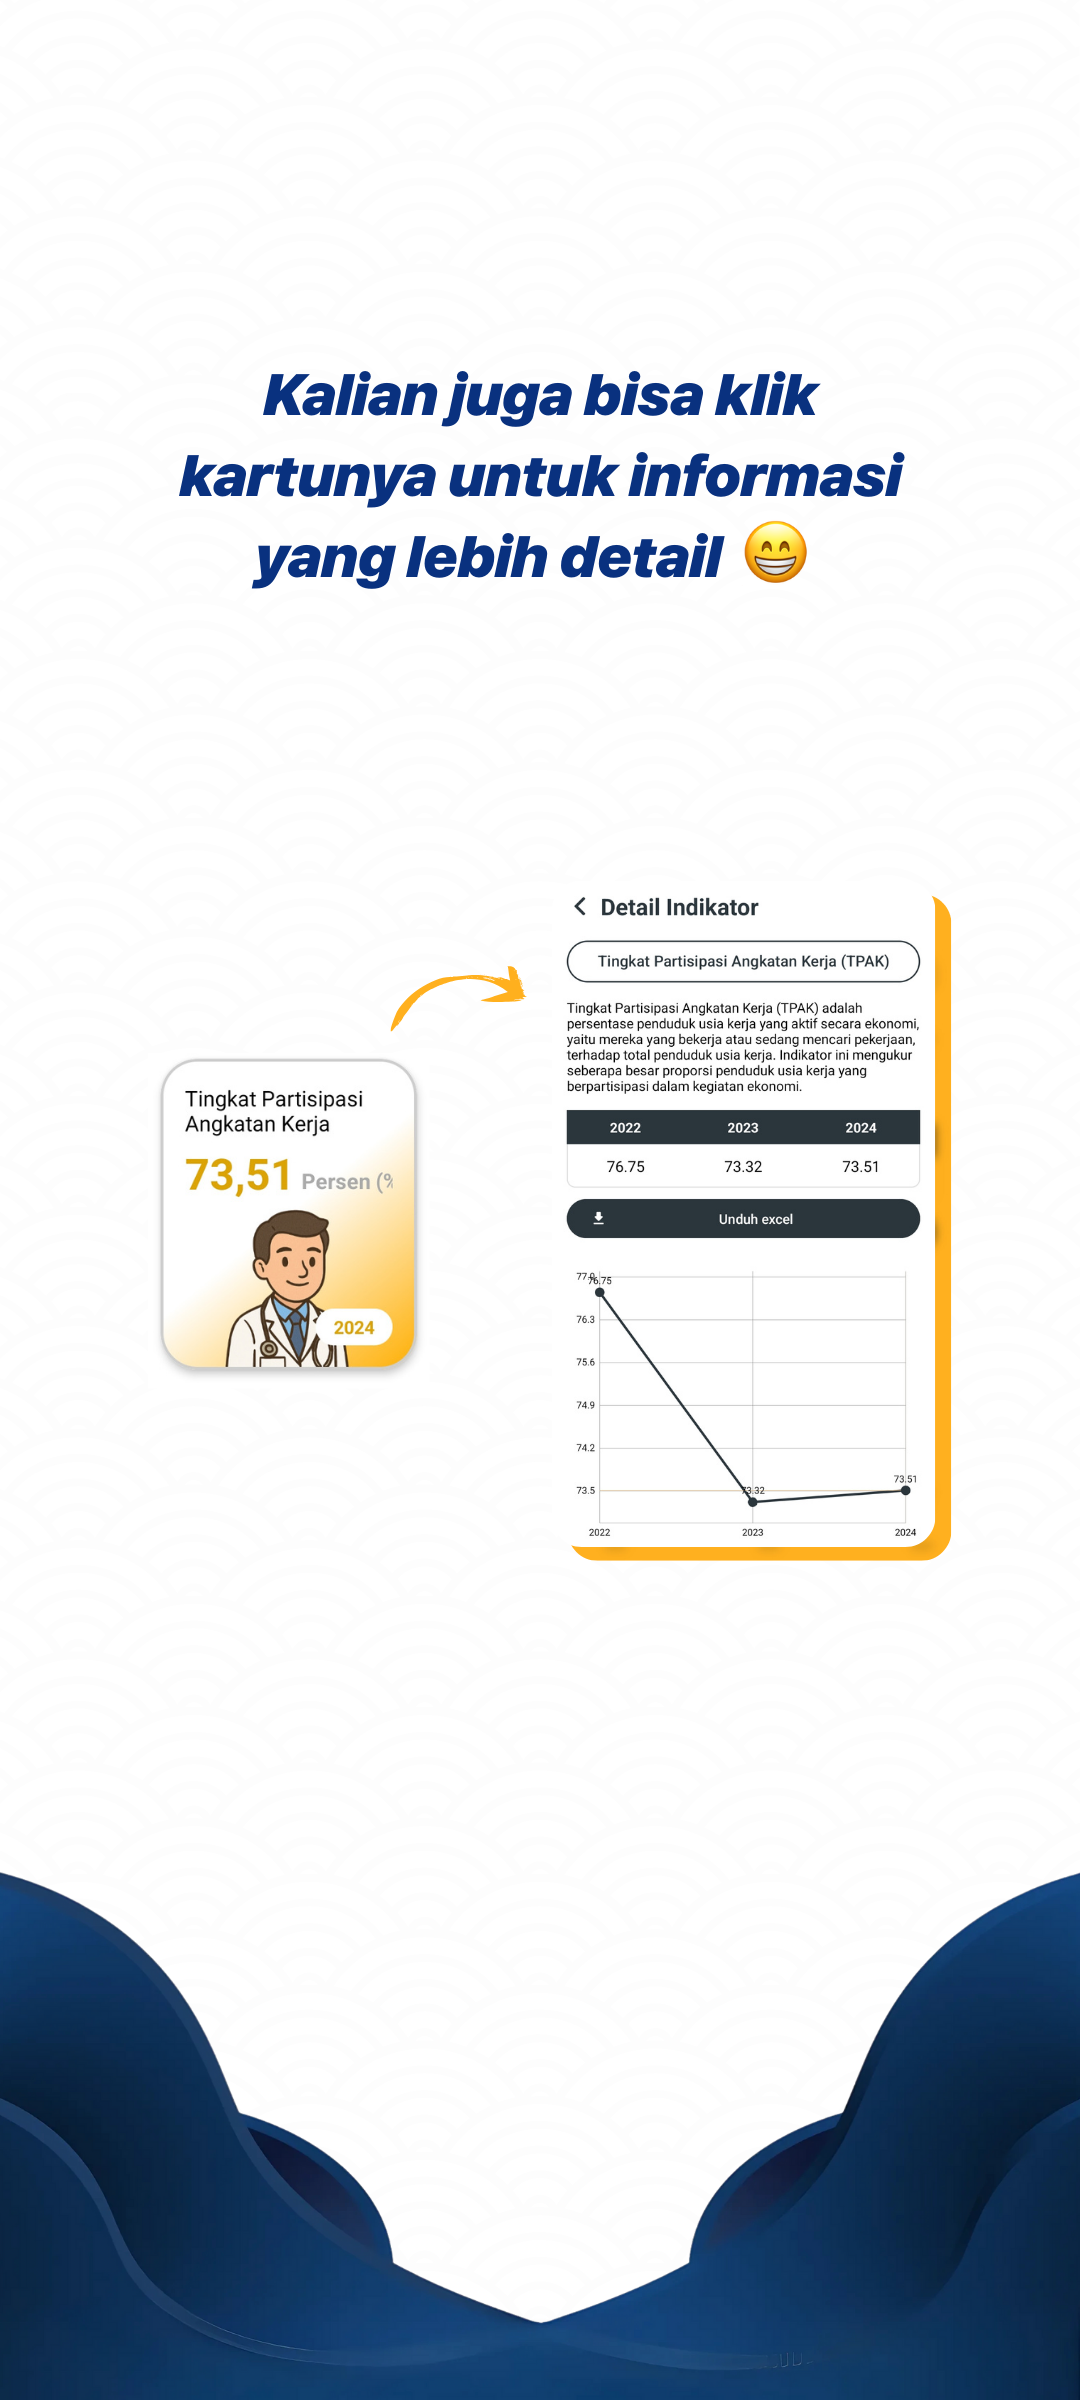 Kalian juga bisa klik
kartunya untuk informasi
yang lebih detail 😁
Tingkat Partisipasi
Angkatan Kerja
73,51 Persen (%
2024
Detail Indikator
Tingkat Partisipasi Angkatan Kerja (TPAK)
Tingkat Partisipasi Angkatan Kerja (TPAK) adalah
persentase penduduk usia kerja yang aktif secara ekonomi,
yaitu mereka yang bekerja atau sedang mencari pekerjaan,
terhadap total penduduk usia kerja. Indikator ini mengukur
seberapa besar proporsi penduduk usia kerja yang
berpartisipasi dalam kegiatan ekonomi.
2022 2023 2024
76.75 73.32 73.51
Unduh excel
77.0
76.75
76.3
75.6
74.9
74.2
73.51
73.5
73.32
2022 2023 2024